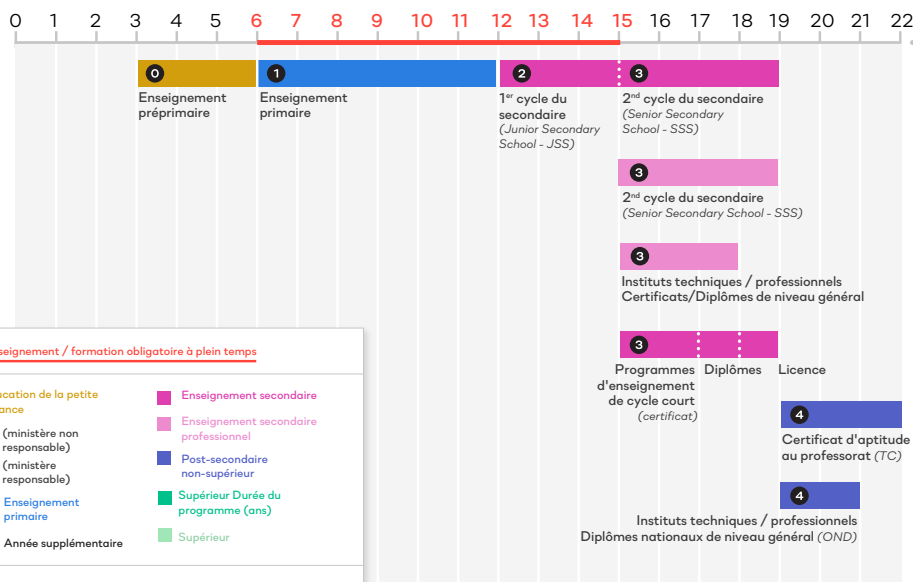 0 1 2 3 4 5 6 7 8 9 10 11 12 13 14 15 16 17 18 19 20 21 22
0
1
2
3
Enseignement
préprimaire
Enseignement
primaire
1er cycle du
secondaire
(Junior Secondary
School - JSS)
2nd cycle du secondaire
(Senior Secondary
School - SSS)
3
2nd cycle du secondaire
(Senior Secondary School - SSS)
3
Instituts techniques / professionnels
Certificats/Diplômes de niveau général
3
Programmes
d'enseignement
de cycle court
(certificat)
Diplômes
Licence
4
Certificat d'aptitude
au professorat (TC)
4
Instituts techniques / professionnels
Diplômes nationaux de niveau général (OND)
seignement / formation obligatoire à plein temps
ucation de la petite
ance
(ministère non
responsable)
(ministère
responsable)
Enseignement
primaire
Année supplémentaire
Enseignement secondaire
Enseignement secondaire
professionnel
Post-secondaire
non-supérieur
Supérieur Durée du
programme (ans)
Supérieur